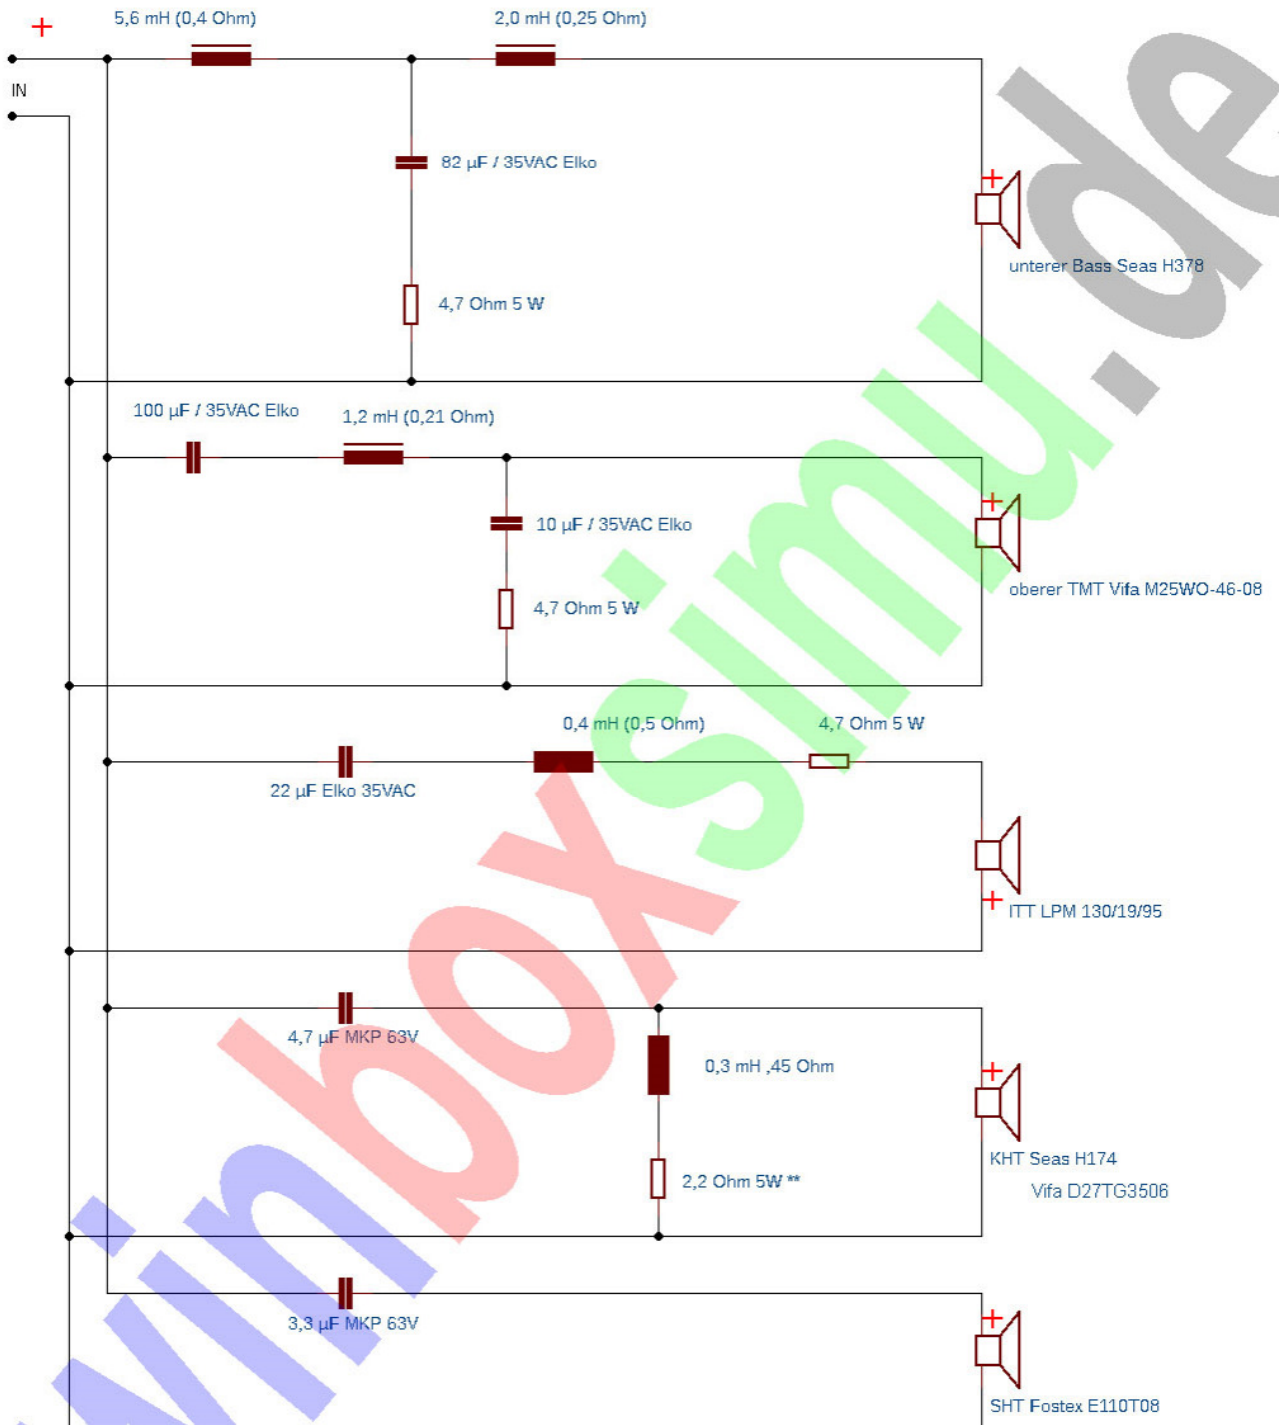 5,6 mH (0,4 Ohm)
2,0 mH (0,25 Ohm)
+
IN
82 µF / 35VAC Elko
+
unterer Bass Seas H378
4,7 Ohm 5 W
100 µF / 35VAC Elko
1,2 mH (0,21 Ohm)
+
10 µF / 35VAC Elko
oberer TMT Vifa M25WO-46-08
4,7 Ohm 5 W
0,4 mH (0,5 Ohm)
4,7 Ohm 5 W
22 µF Elko 35VAC
+
ITT LPM 130/19/95
4,7 µF MKP 63V
0,3 mH ,45 Ohm
+
KHT Seas H174
2,2 Ohm 5W **
Vifa D27TG3506
3,3 µF MKP 63V
+
SHT Fostex E110T08
winboxsimu.de